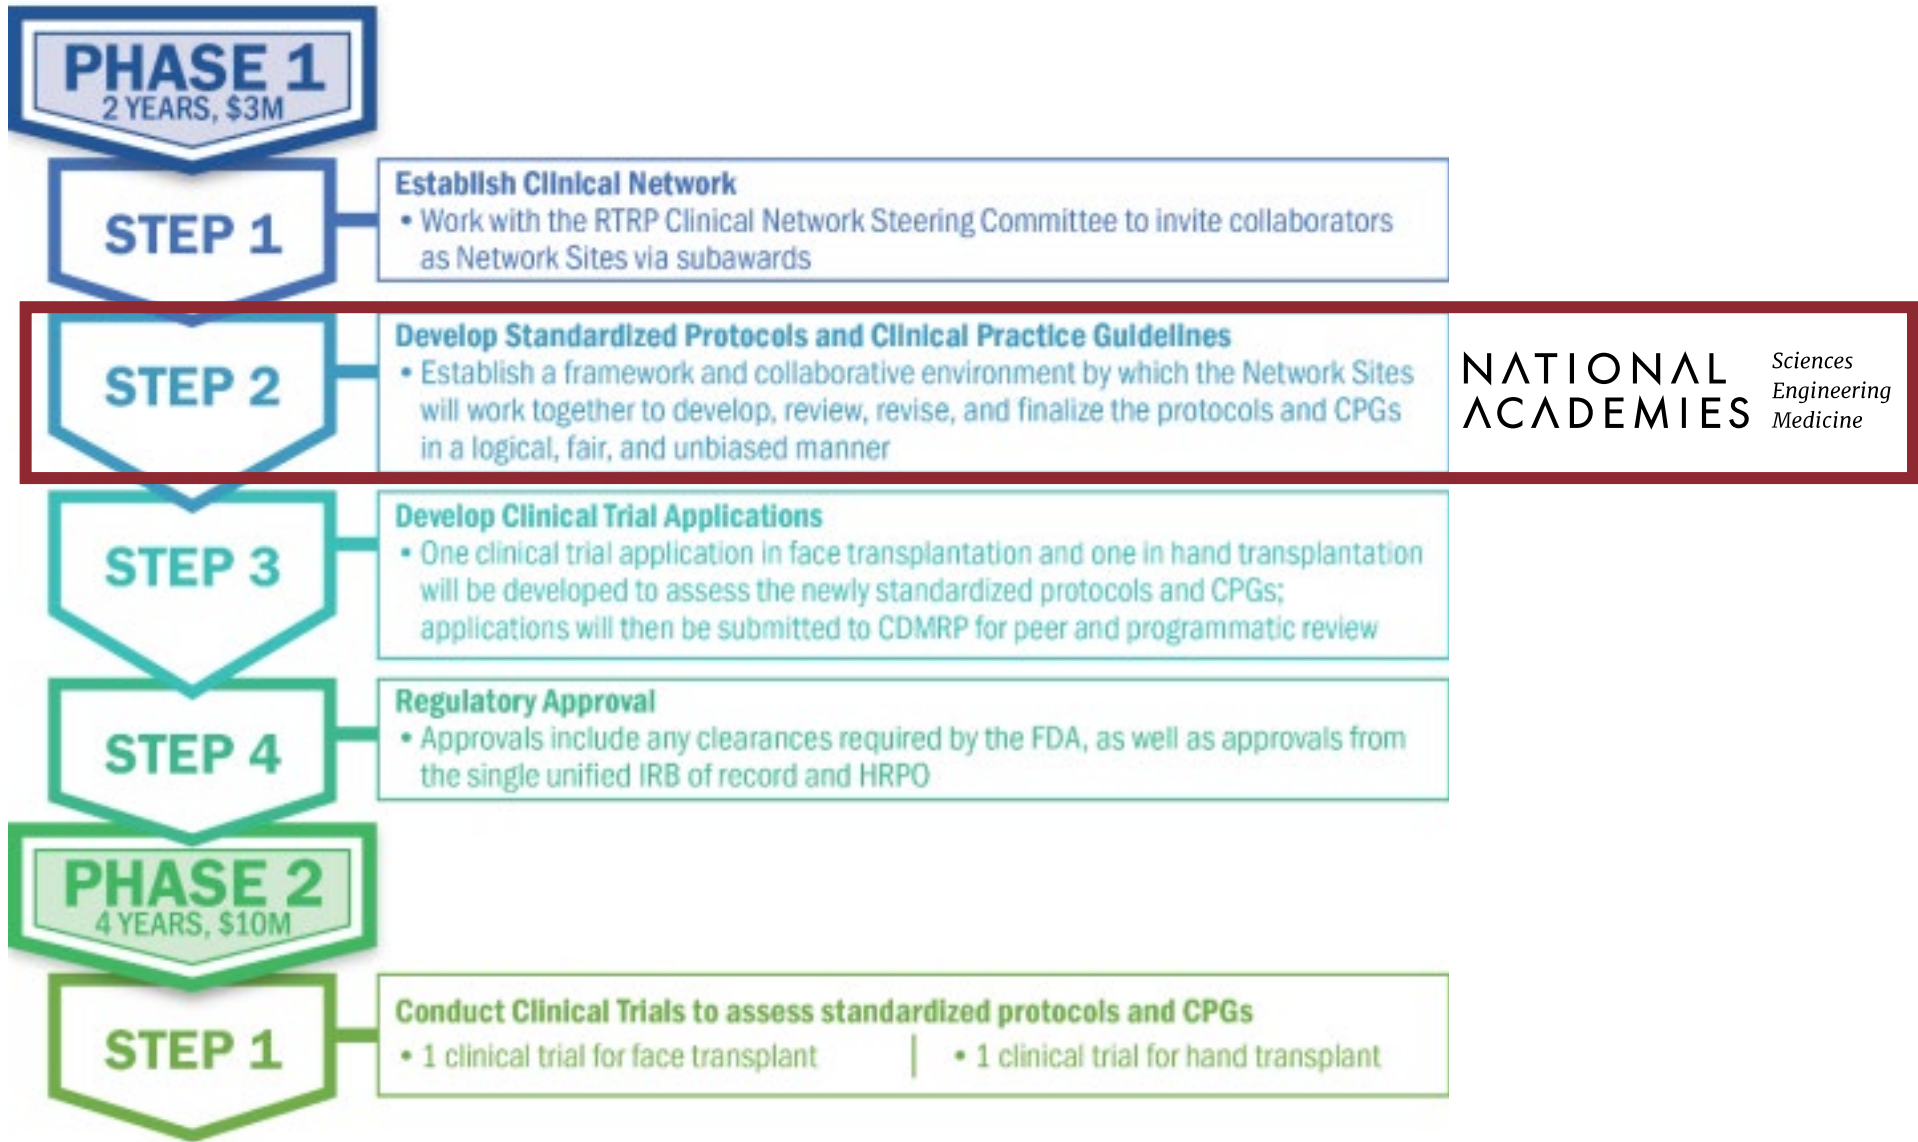 PHASE 1
2 YEARS, $3M
STEP 1
Establish Clinical Network
• Work with the RTRP Clinical Network Steering Committee to invite collaborators
as Network Sites via subawards
STEP 2
Develop Standardized Protocols and Clinical Practice Guidelines
• Establish a framework and collaborative environment by which the Network Sites
will work together to develop, review, revise, and finalize the protocols and CPGs
in a logical, fair, and unbiased manner
NATIONAL
ACADEMIES
Sciences
Engineering
Medicine
STEP 3
Develop Clinical Trial Applications
• One clinical trial application in face transplantation and one in hand transplantation
will be developed to assess the newly standardized protocols and CPGs;
applications will then be submitted to CDMRP for peer and programmatic review
STEP 4
Regulatory Approval
• Approvals include any clearances required by the FDA, as well as approvals from
the single unified IRB of record and HRPO
PHASE 2
4 YEARS, $10M
STEP 1
Conduct Clinical Trials to assess standardized protocols and CPGs
• 1 clinical trial for face transplant | • 1 clinical trial for hand transplant